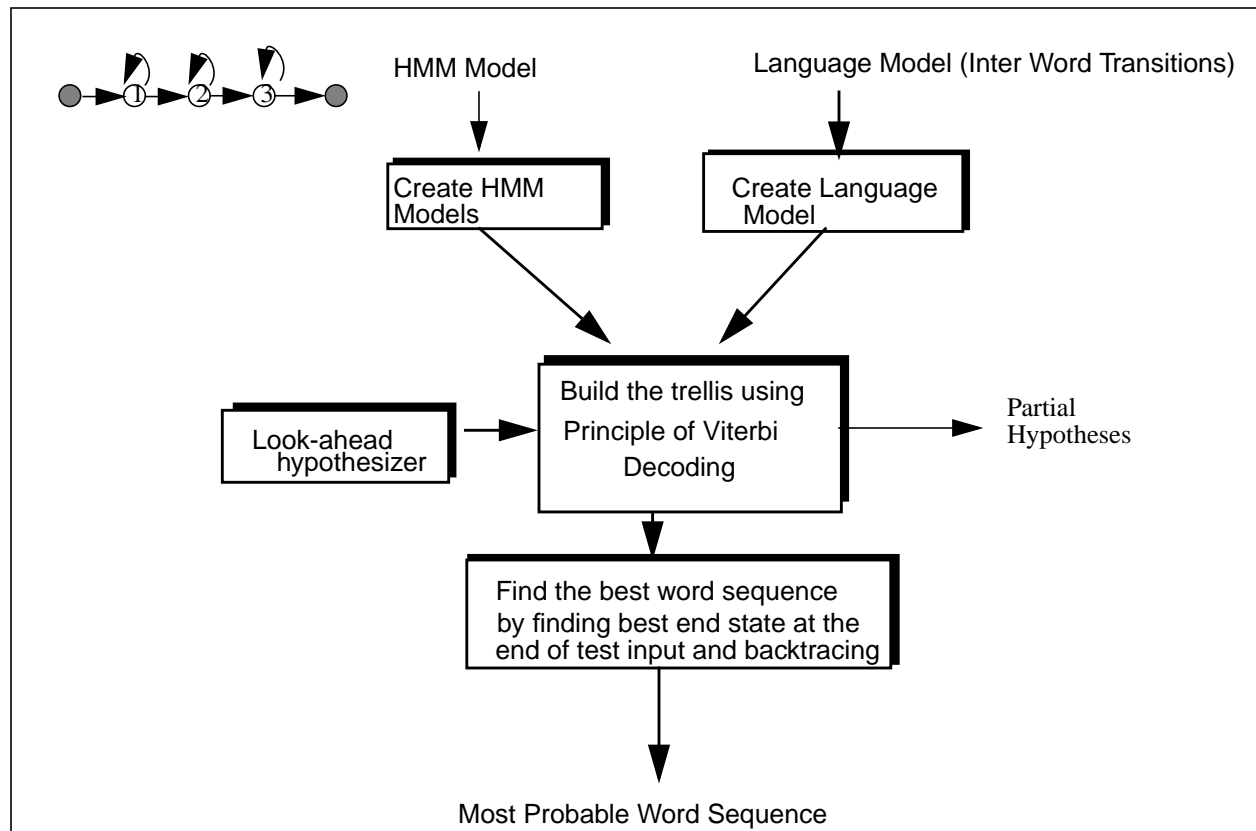 1 2 3
HMM Model
Language Model (Inter Word Transitions)
Create HMM
Models
Create Language
Model
Look-ahead
hypothesizer
Build the trellis using
Principle of Viterbi
Decoding
Partial
Hypotheses
Find the best word sequence
by finding best end state at the
end of test input and backtracing
Most Probable Word Sequence